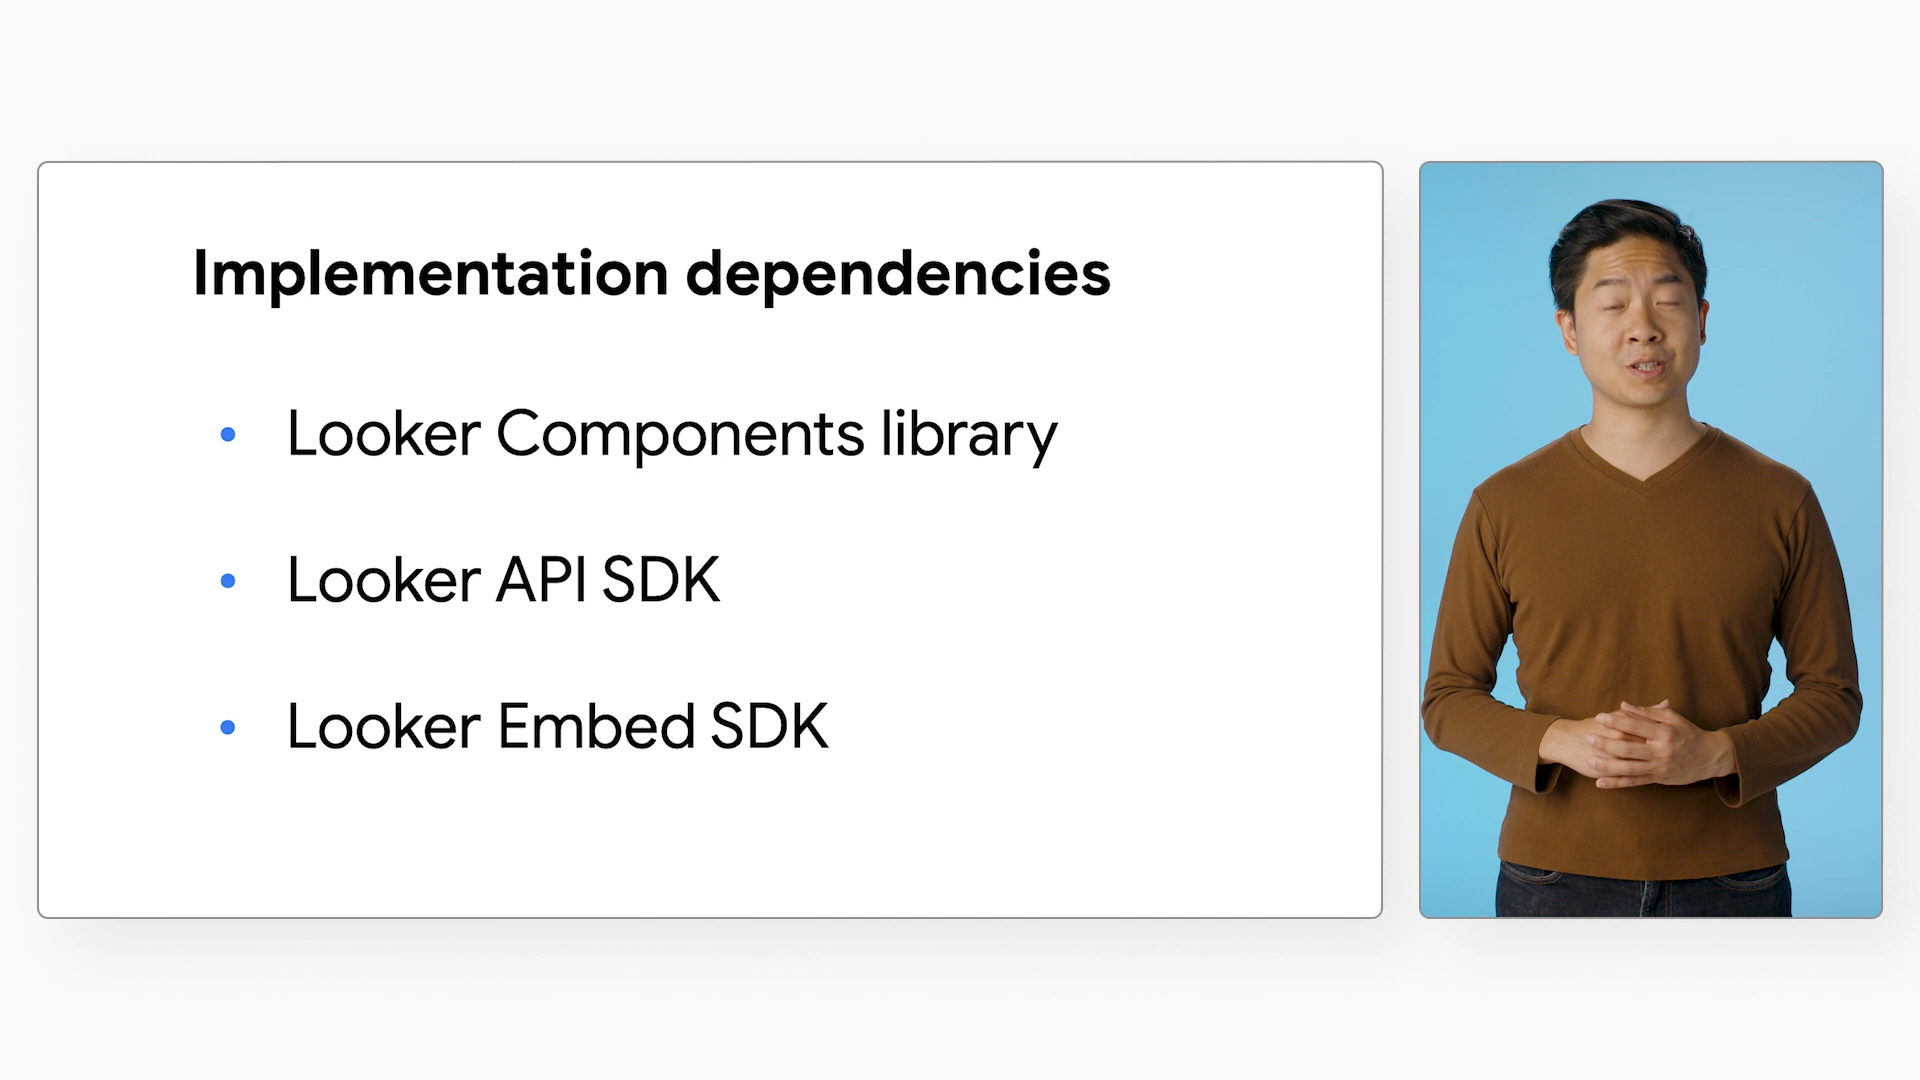 Implementation dependencies
Looker Components library
Looker API SDK
Looker Embed SDK